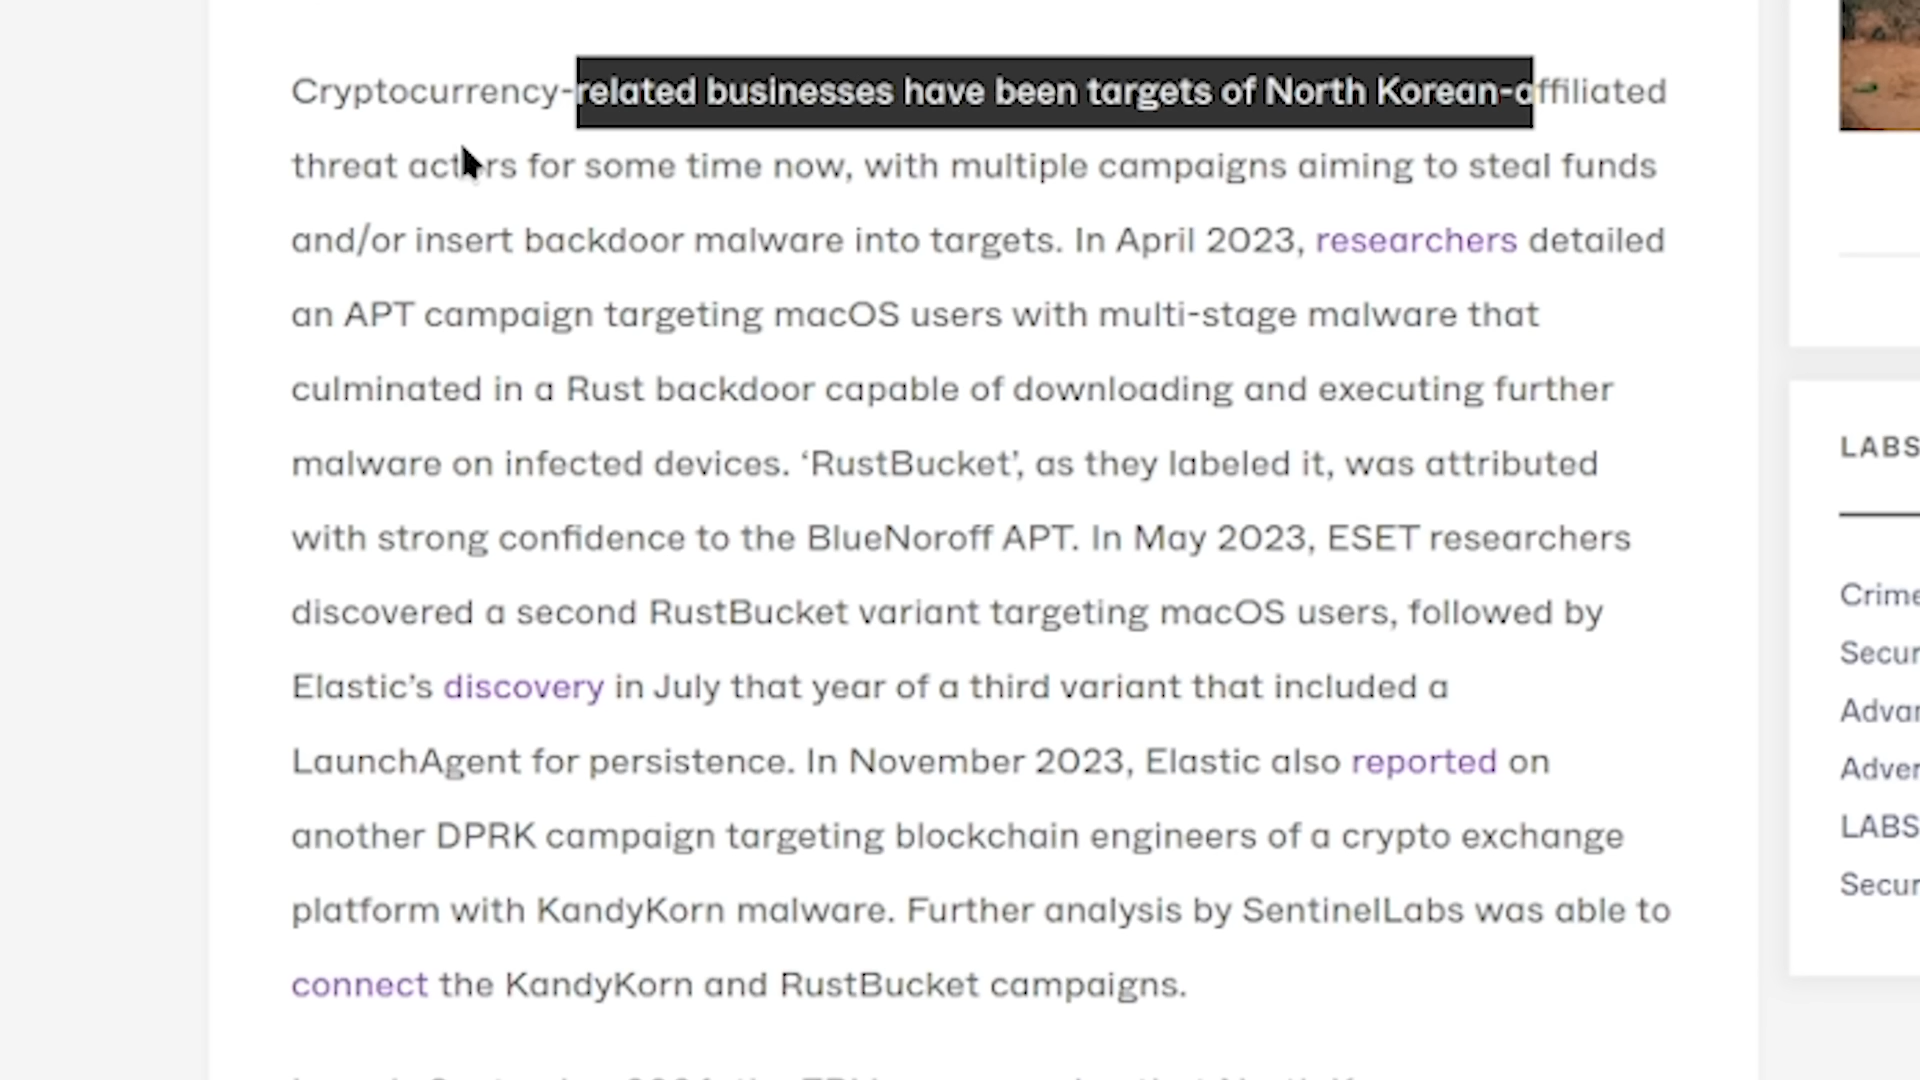 Cryptocurrency-related businesses have been targets of North Korean-affiliated
threat actors for some time now, with multiple campaigns aiming to steal funds
and/or insert backdoor malware into targets. In April 2023, researchers detailed
an APT campaign targeting macOS users with multi-stage malware that
culminated in a Rust backdoor capable of downloading and executing further
malware on infected devices. ‘RustBucket’, as they labeled it, was attributed
with strong confidence to the BlueNoroff APT. In May 2023, ESET researchers
discovered a second RustBucket variant targeting macOS users, followed by
Elastic’s discovery in July that year of a third variant that included a
LaunchAgent for persistence. In November 2023, Elastic also reported on
another DPRK campaign targeting blockchain engineers of a crypto exchange
platform with KandyKorn malware. Further analysis by SentinelLabs was able to
connect the KandyKorn and RustBucket campaigns.
LABS
Crime
Secur
Advan
Adver
LABS
Secur